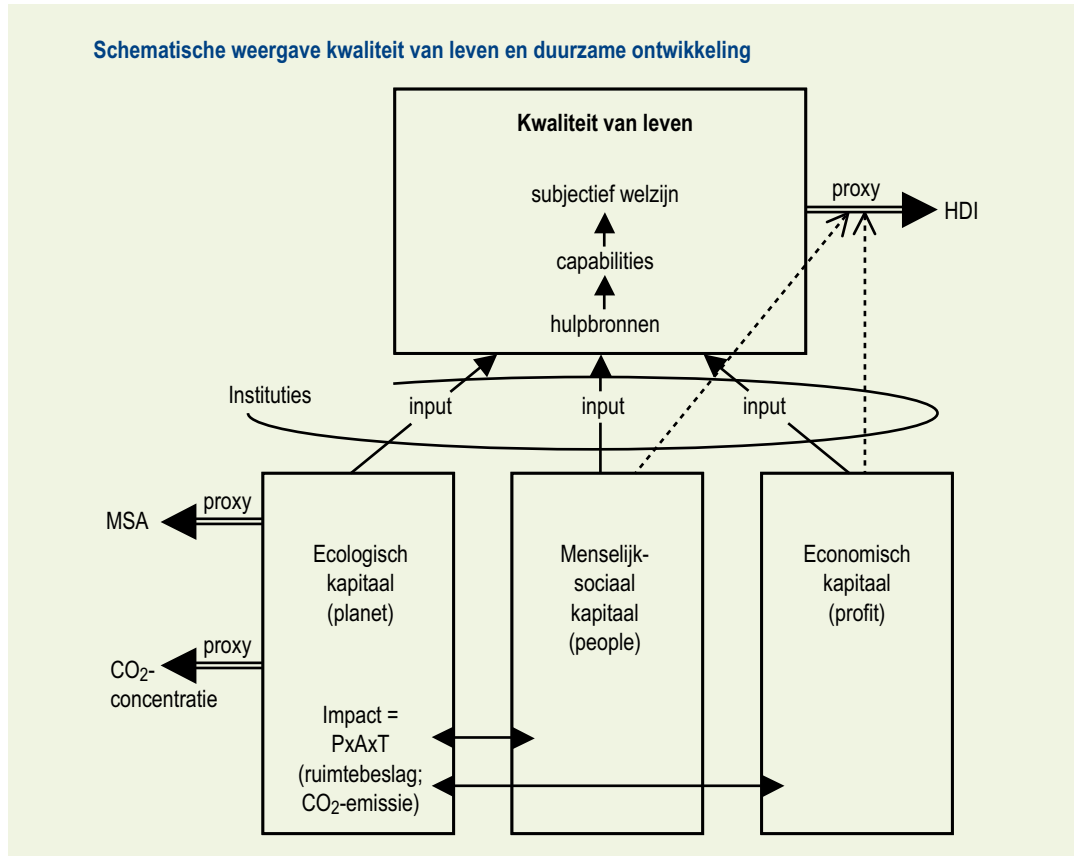 Schematische weergave kwaliteit van leven en duurzame ontwikkeling
Kwaliteit van leven
subjectief welzijn
capabilities
hulpbronnen
proxy
HDI
Instituties
input
input
input
proxy
MSA
proxy
CO₂-
concentratie
Ecologisch
kapitaal
(planet)
Impact =
PxAxT
(ruimtebeslag;
CO₂-emissie)
Menselijk-
sociaal
kapitaal
(people)
Economisch
kapitaal
(profit)